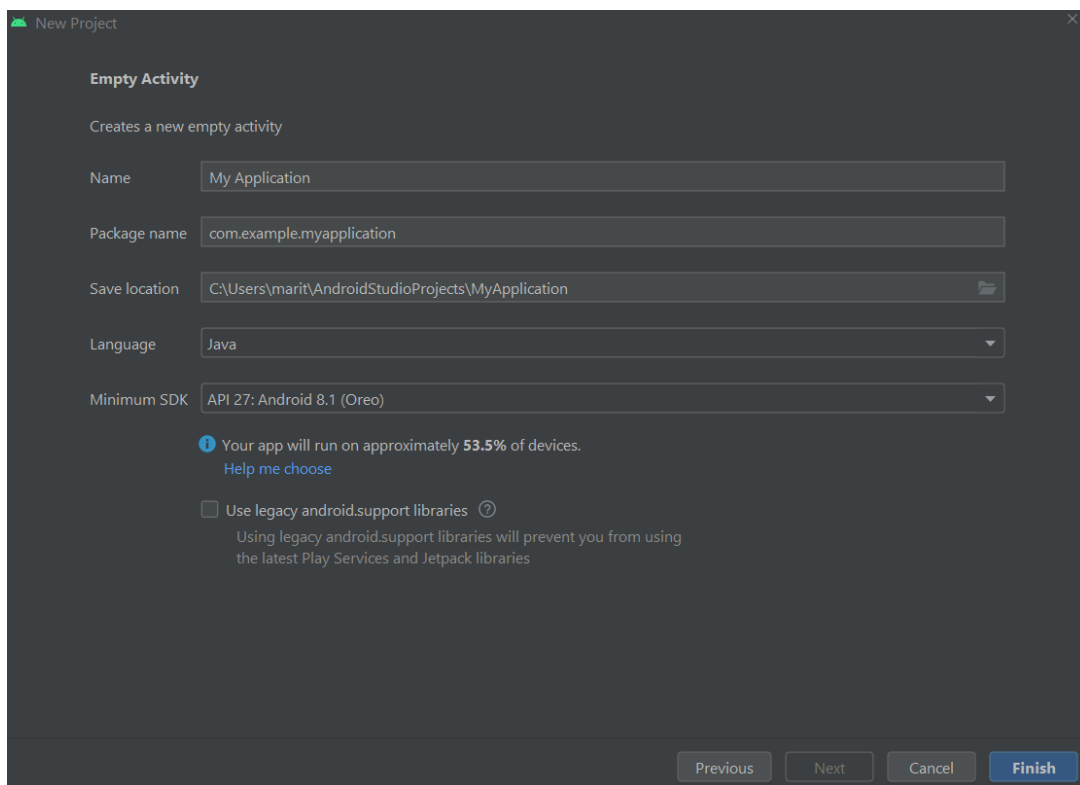 New Project
Empty Activity
Creates a new empty activity
Name My Application
Package name com.example.myapplication
Save location C:\Users\marit\AndroidStudioProjects\MyApplication
Language Java
Minimum SDK API 27: Android 8.1 (Oreo)
Your app will run on approximately 53.5% of devices.
Help me choose
Use legacy android.support libraries ?
Using legacy android.support libraries will prevent you from using
the latest Play Services and Jetpack libraries
Previous Next Cancel Finish